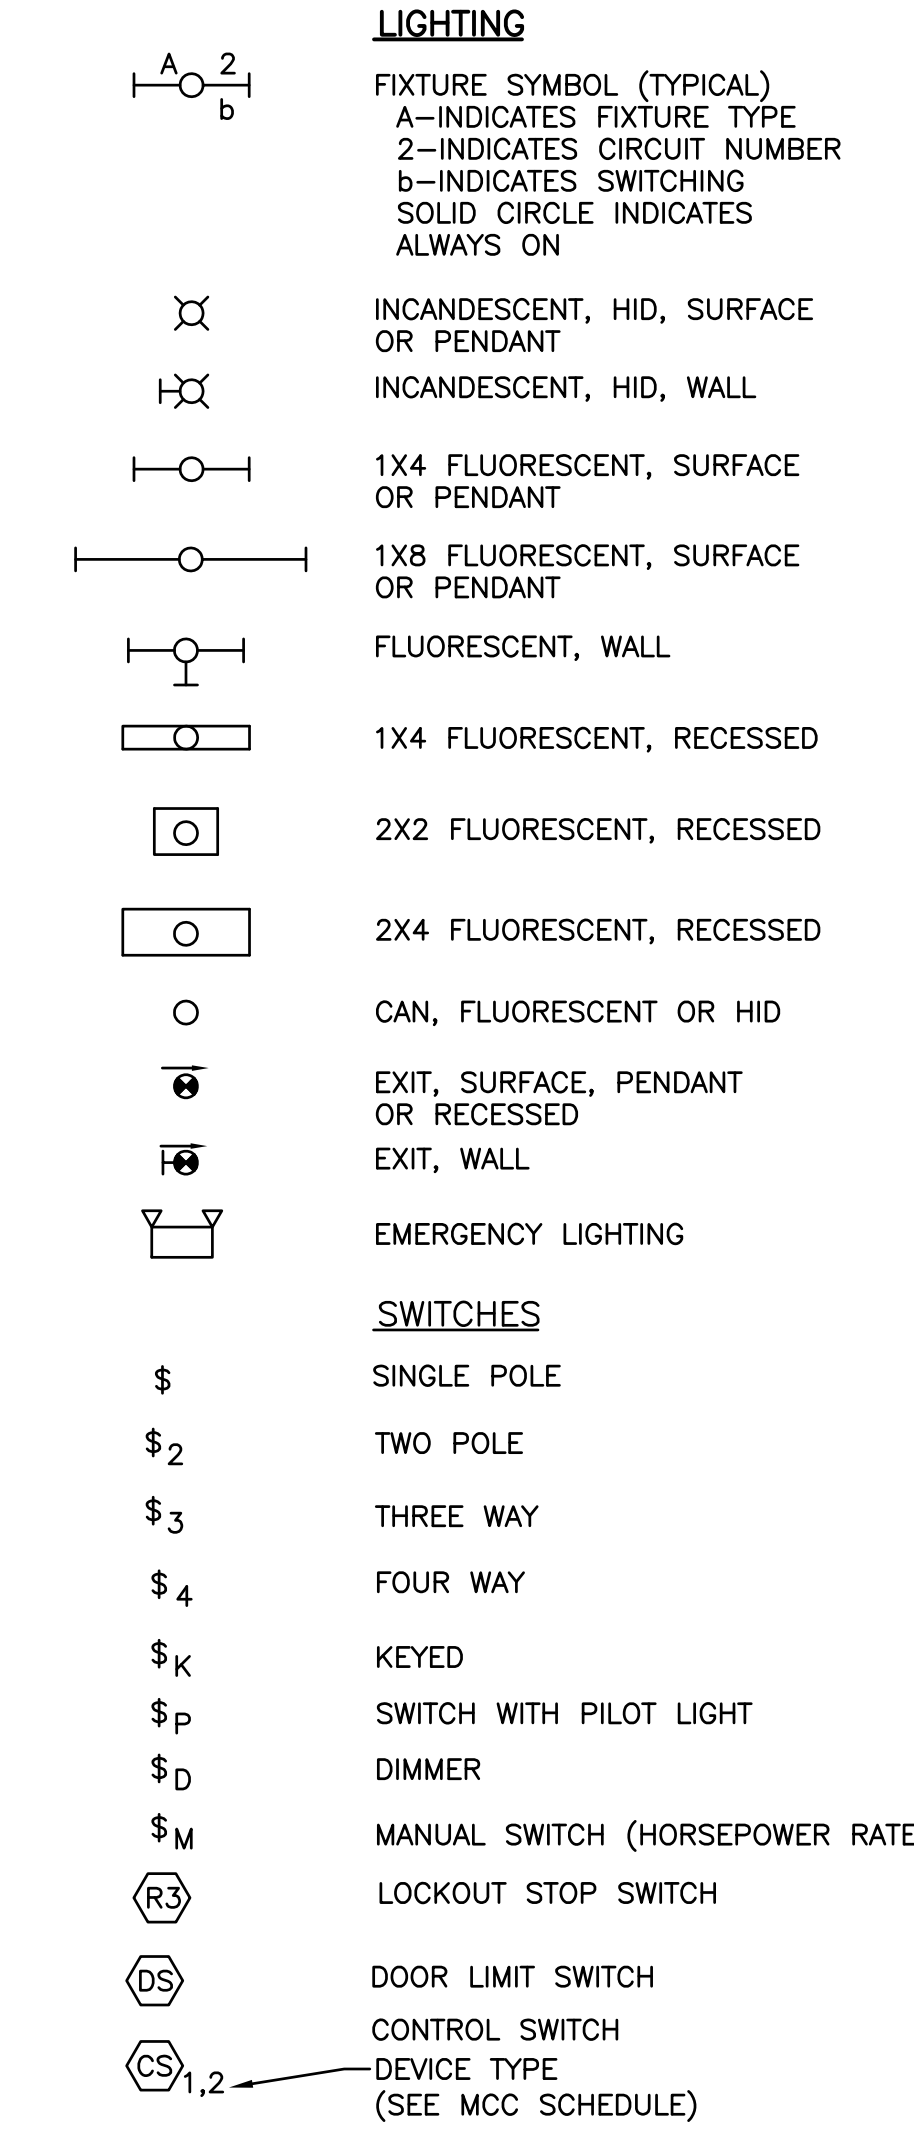 LIGHTING
A 2
b
FIXTURE SYMBOL (TYPICAL)
A-INDICATES FIXTURE TYPE
2-INDICATES CIRCUIT NUMBER
b-INDICATES SWITCHING
SOLID CIRCLE INDICATES
ALWAYS ON
INCANDESCENT, HID, SURFACE
OR PENDANT
INCANDESCENT, HID, WALL
1X4 FLUORESCENT, SURFACE
OR PENDANT
1X8 FLUORESCENT, SURFACE
OR PENDANT
FLUORESCENT, WALL
1X4 FLUORESCENT, RECESSED
2X2 FLUORESCENT, RECESSED
2X4 FLUORESCENT, RECESSED
CAN, FLUORESCENT OR HID
EXIT, SURFACE, PENDANT
OR RECESSED
EXIT, WALL
EMERGENCY LIGHTING
SWITCHES
$ SINGLE POLE
$2 TWO POLE
$3 THREE WAY
$4 FOUR WAY
$K KEYED
$P SWITCH WITH PILOT LIGHT
$D DIMMER
$M MANUAL SWITCH (HORSEPOWER RATE
R3 LOCKOUT STOP SWITCH
DS DOOR LIMIT SWITCH
CONTROL SWITCH
CS 1,2 DEVICE TYPE
(SEE MCC SCHEDULE)